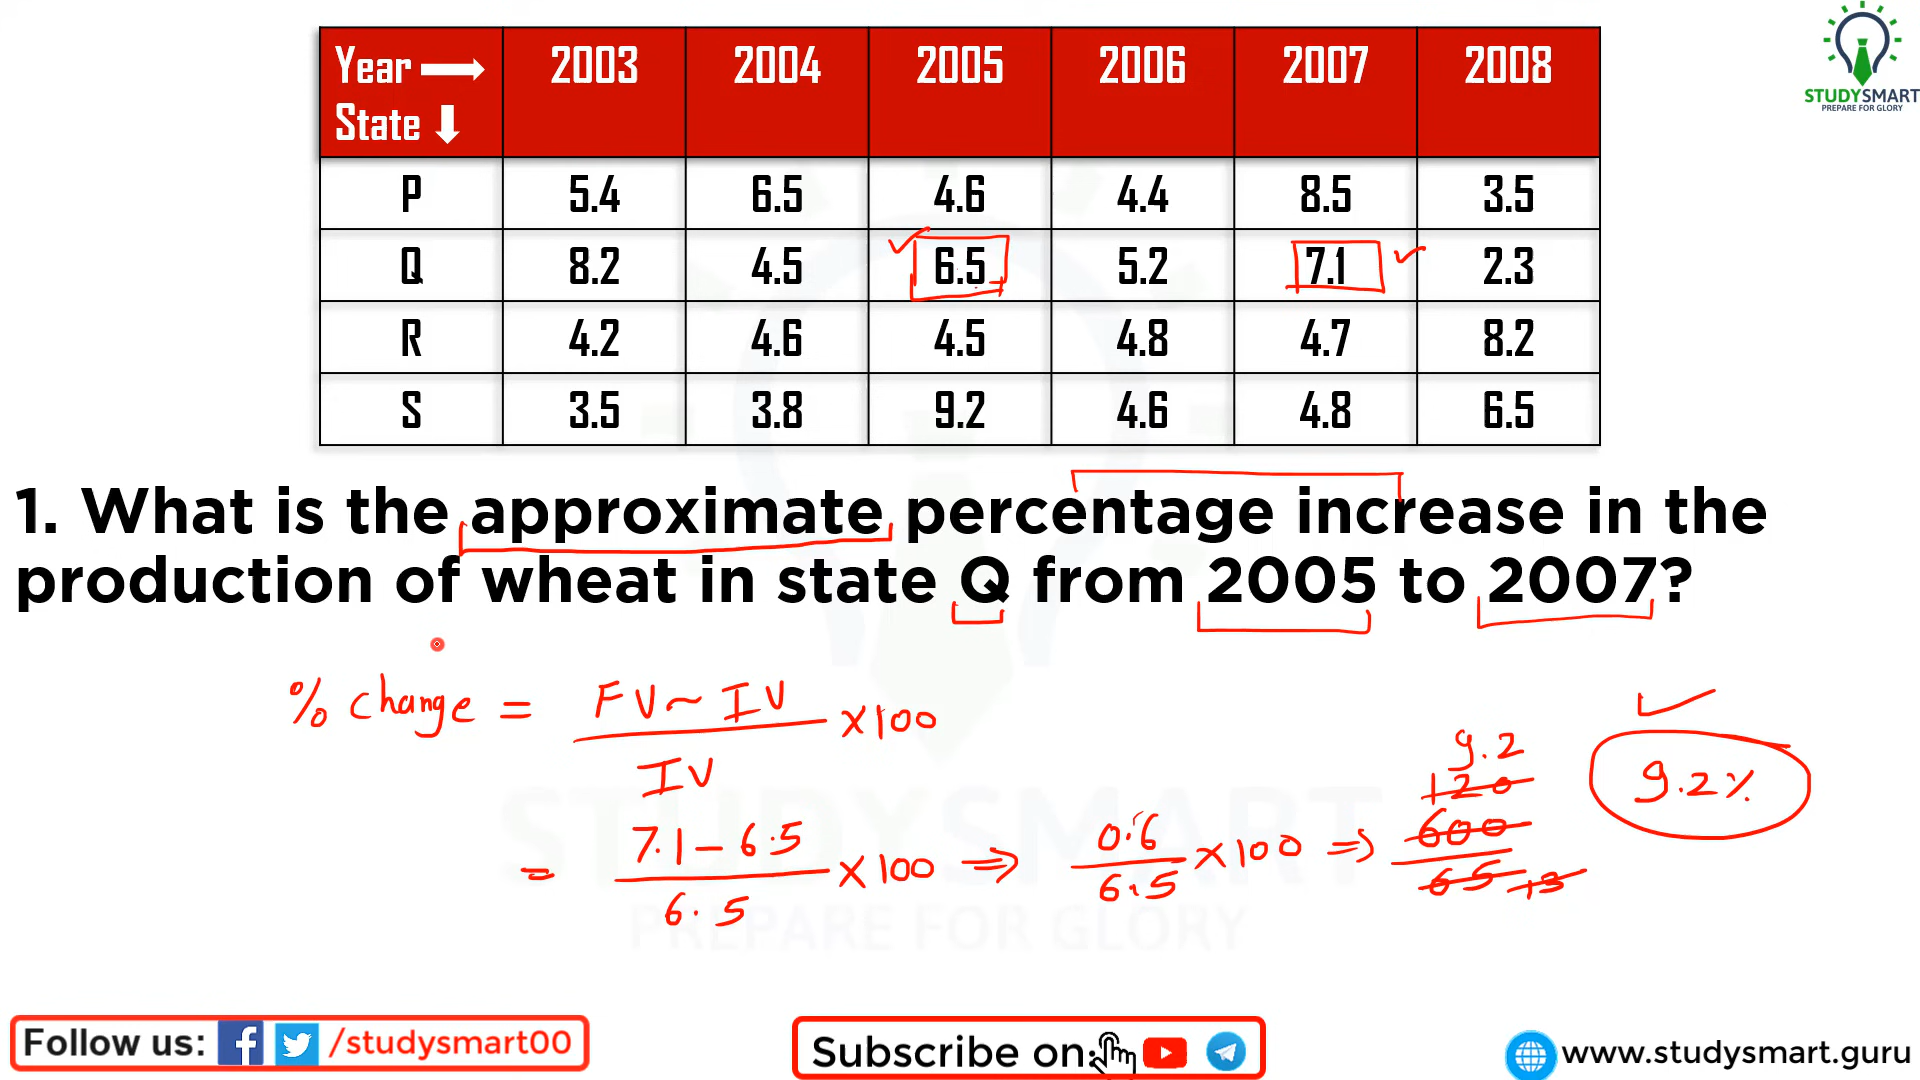 STUDYSMART
PREPARE FOR GLORY
Year → 2003 2004 2005 2006 2007 2008
State ↓
P 5.4 6.5 4.6 4.4 8.5 3.5
Q 8.2 4.5 6.5 5.2 7.1 2.3
R 4.2 4.6 4.5 4.8 4.7 8.2
S 3.5 3.8 9.2 4.6 4.8 6.5
1. What is the approximate percentage increase in the
production of wheat in state Q from 2005 to 2007?
% change = FV ~ IV / IV × 100
= 7.1 - 6.5 / 6.5 × 100 ⇒ 0.6 / 6.5 × 100 ⇒ 600 / 65 13
120
9.2
9.2%
STUDYSMART
PREPARE FOR GLORY
Follow us: /studysmart00
Subscribe on:
www.studysmart.guru